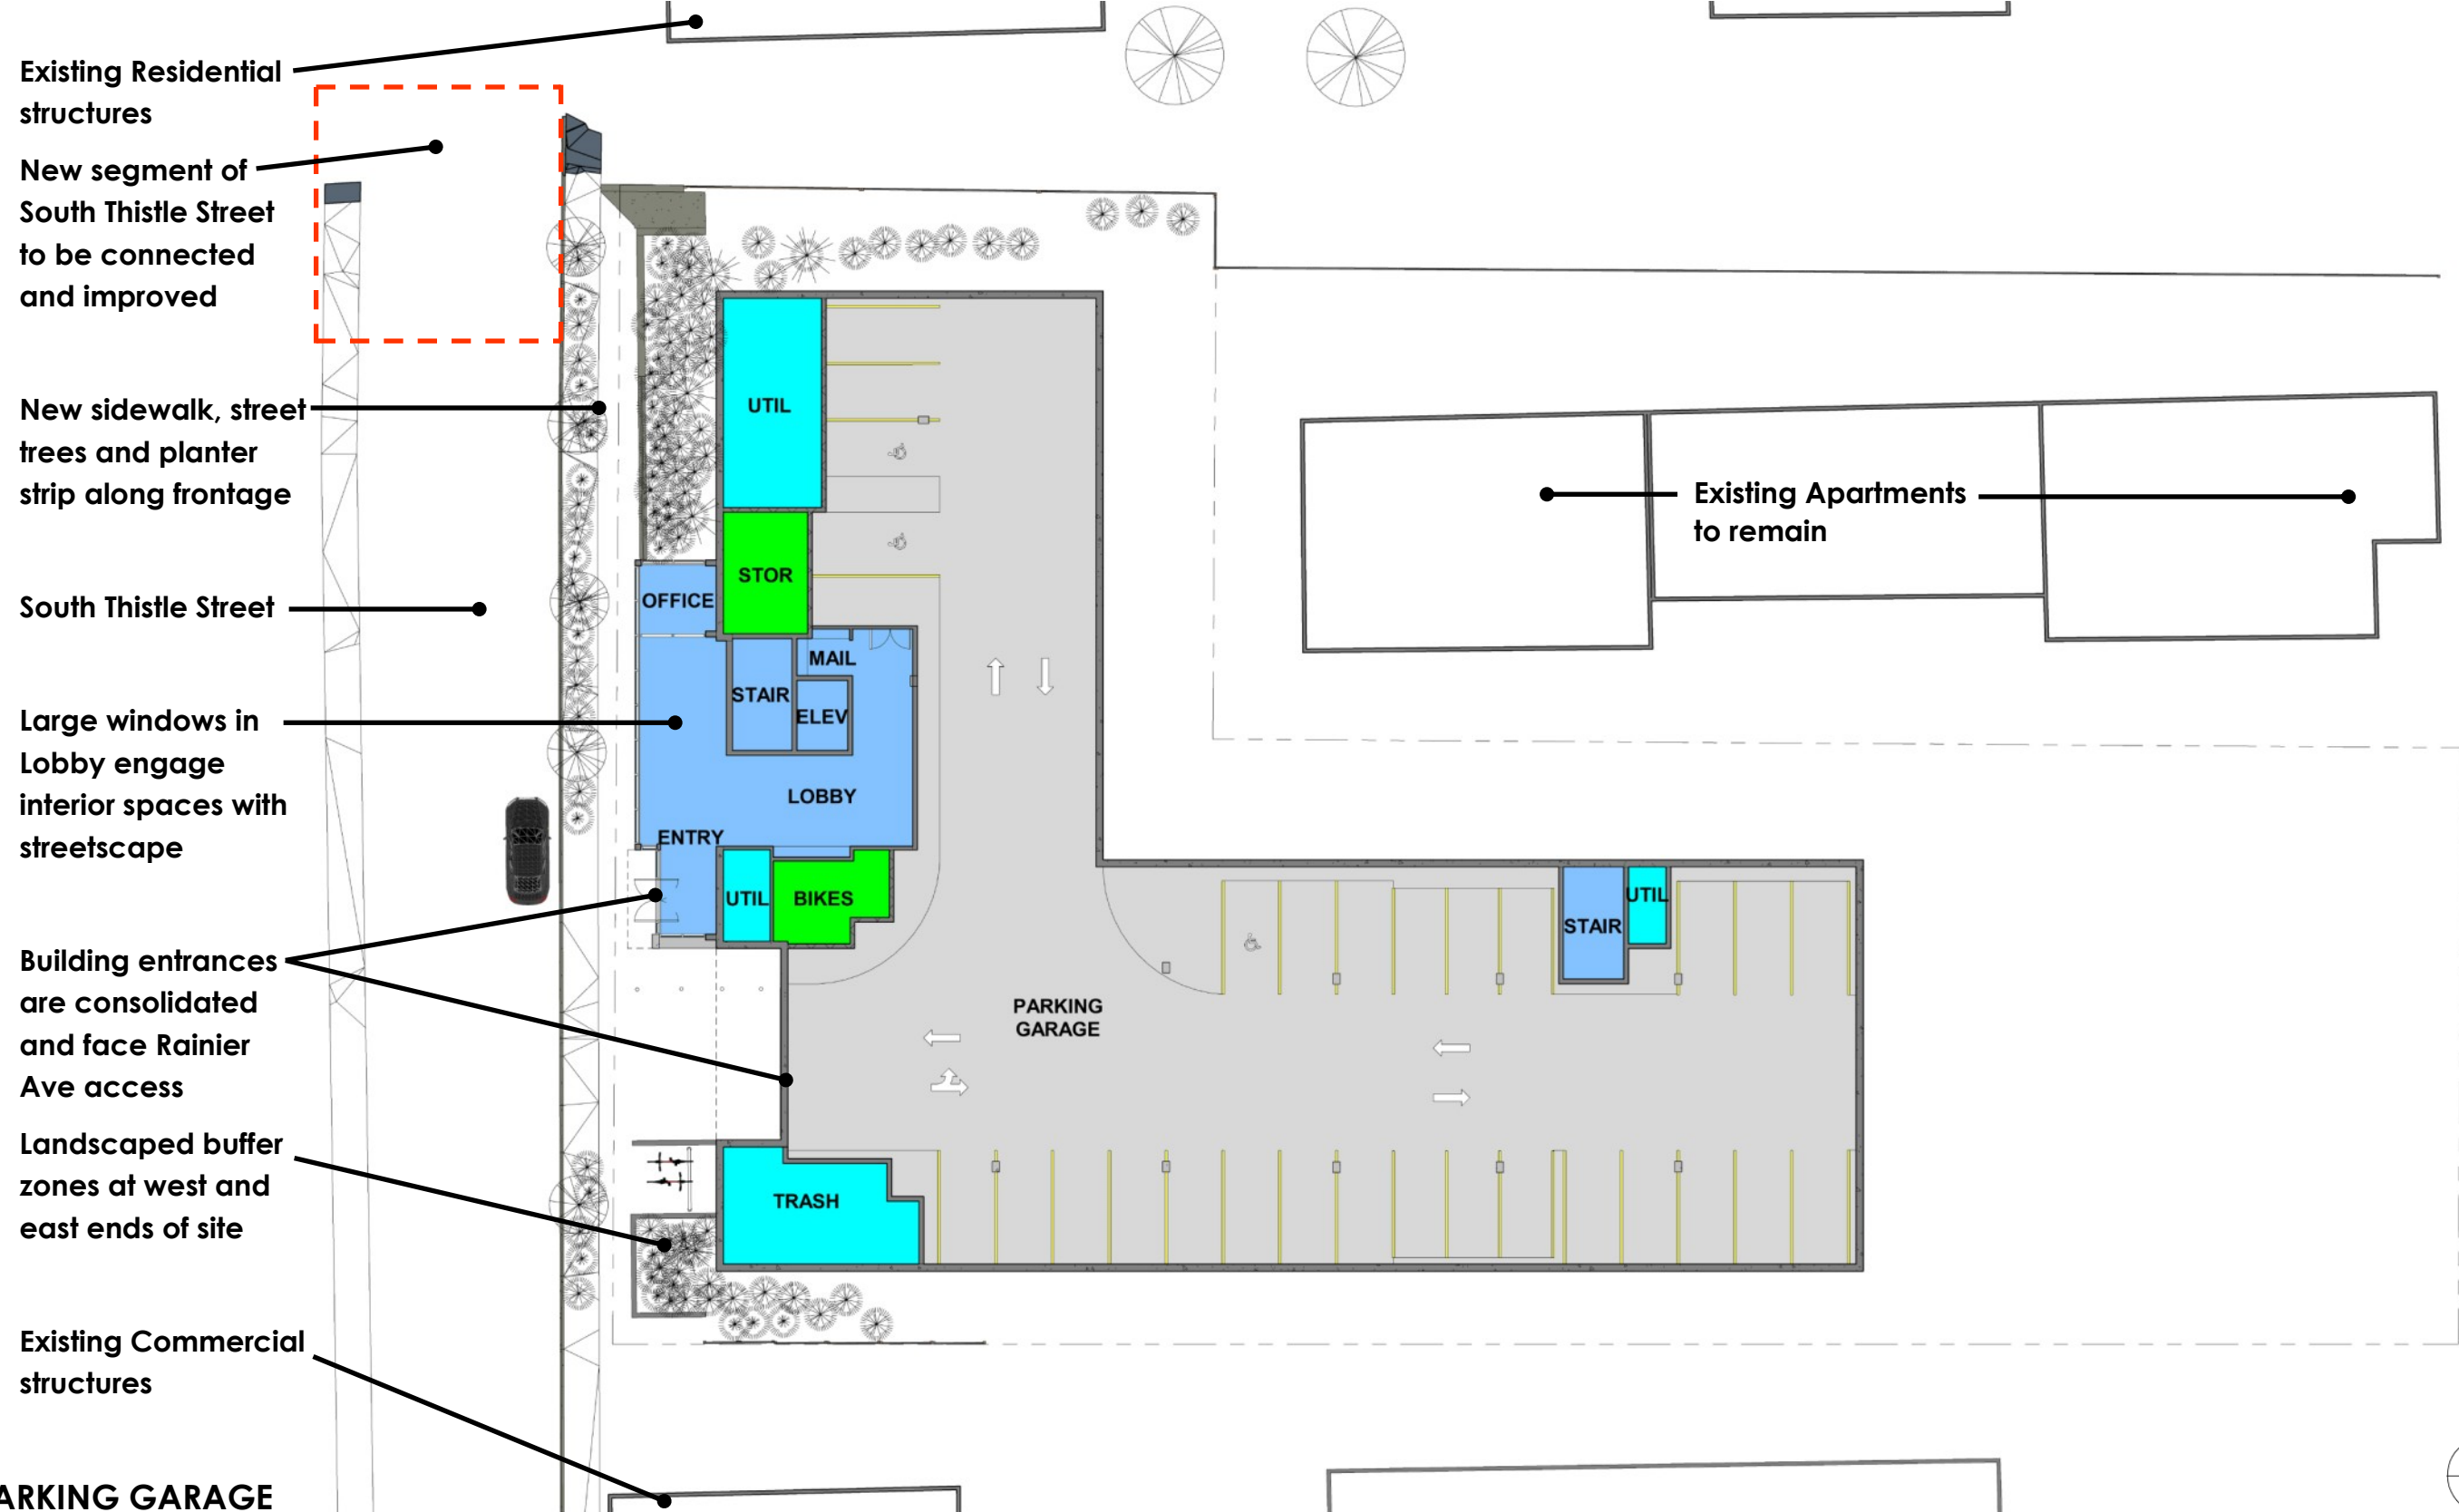 Existing Residential
structures
New segment of
South Thistle Street
to be connected
and improved
New sidewalk, street
trees and planter
strip along frontage
South Thistle Street
Large windows in
Lobby engage
interior spaces with
streetscape
Building entrances
are consolidated
and face Rainier
Ave access
Landscaped buffer
zones at west and
east ends of site
Existing Commercial
structures
ARKING GARAGE
UTIL
STOR
OFFICE
MAIL
STAIR
ELEV
LOBBY
ENTRY
UTIL
BIKES
PARKING
GARAGE
TRASH
STAIR
UTIL
Existing Apartments
to remain